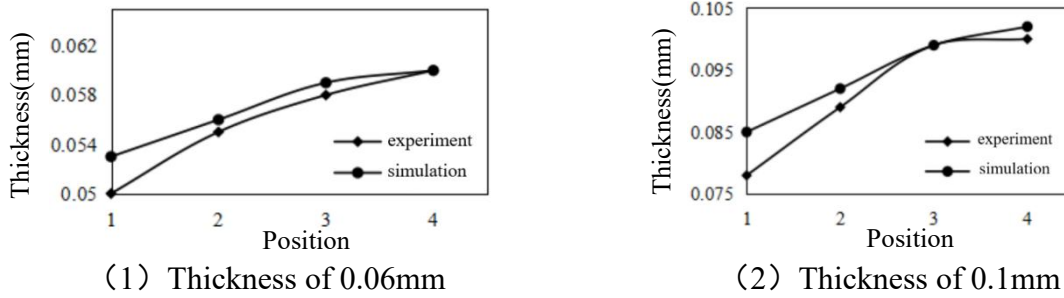 Thickness(mm)
0.062
0.058
0.054
0.05
experiment
simulation
1 2 3 4
Position
（1）Thickness of 0.06mm
Thickness(mm)
0.105
0.095
0.085
0.075
experiment
simulation
1 2 3 4
Position
（2）Thickness of 0.1mm